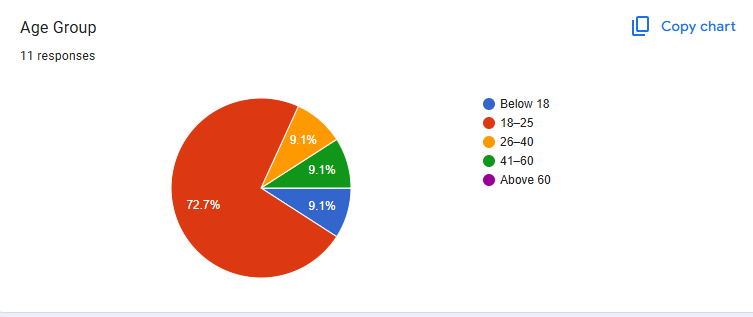 Age Group
Copy chart
11 responses
Below 18
18–25
26–40
41–60
Above 60
9.1%
9.1%
72.7%
9.1%